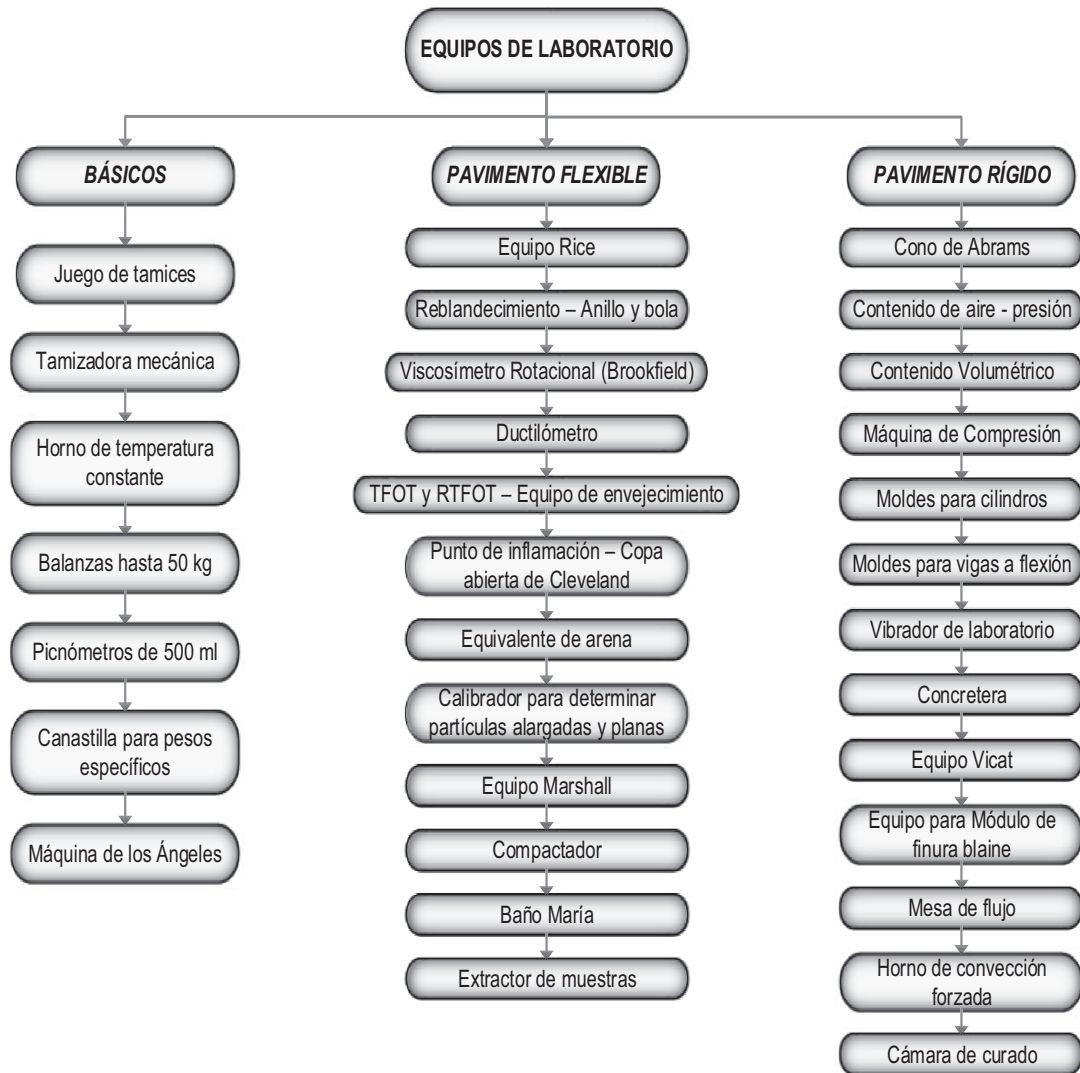 EQUIPOS DE LABORATORIO
BÁSICOS
Juego de tamices
Tamizadora mecánica
Horno de temperatura
constante
Balanzas hasta 50 kg
Picnómetros de 500 ml
Canastilla para pesos
específicos
Máquina de los Ángeles
PAVIMENTO FLEXIBLE
Equipo Rice
Reblandecimiento – Anillo y bola
Viscosímetro Rotacional (Brookfield)
Ductilómetro
TFOT y RTFOT – Equipo de envejecimiento
Punto de inflamación – Copa
abierta de Cleveland
Equivalente de arena
Calibrador para determinar
partículas alargadas y planas
Equipo Marshall
Compactador
Baño María
Extractor de muestras
PAVIMENTO RÍGIDO
Cono de Abrams
Contenido de aire - presión
Contenido Volumétrico
Máquina de Compresión
Moldes para cilindros
Moldes para vigas a flexión
Vibrador de laboratorio
Concretera
Equipo Vicat
Equipo para Módulo de
finura blaine
Mesa de flujo
Horno de convección
forzada
Cámara de curado